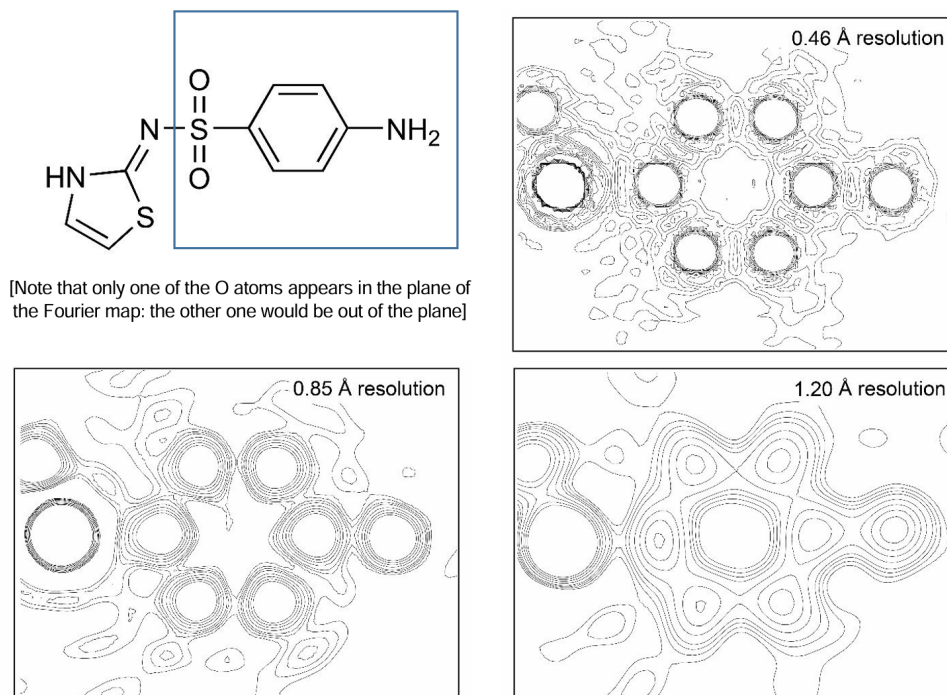 0.46 Å resolution
O
N
S
NH₂
O
HN
S
[Note that only one of the O atoms appears in the plane of
the Fourier map: the other one would be out of the plane]
0.85 Å resolution
1.20 Å resolution